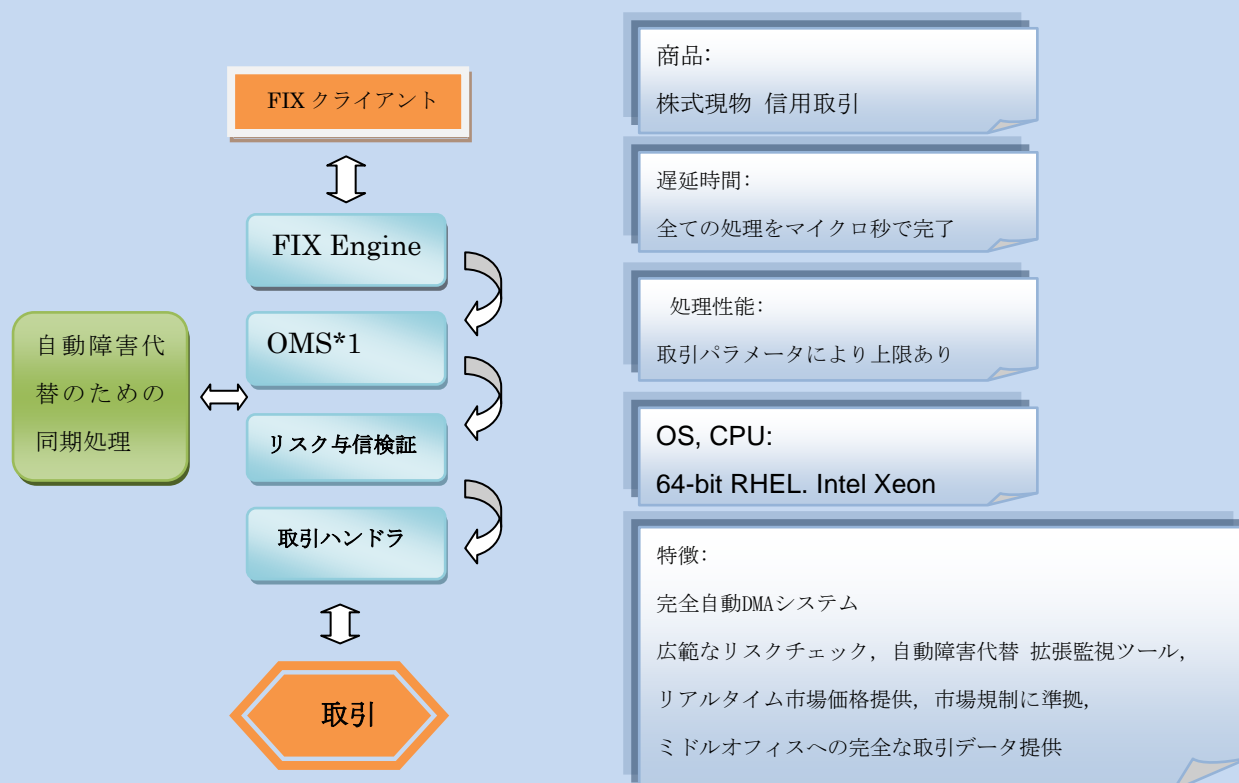 FIX クライアント
FIX Engine
OMS*1
リスク与信検証
取引ハンドラ
取引
自動障害代
替のための
同期処理
商品:
株式現物 信用取引
遅延時間:
全ての処理をマイクロ秒で完了
処理性能:
取引パラメータにより上限あり
OS, CPU:
64-bit RHEL. Intel Xeon
特徴:
完全自動DMAシステム
広範なリスクチェック, 自動障害代替 拡張監視ツール,
リアルタイム市場価格提供, 市場規制に準拠,
ミドルオフィスへの完全な取引データ提供